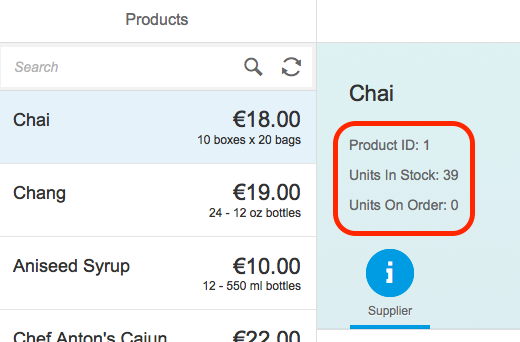 Products
Search
Chai
€18.00
10 boxes x 20 bags
Chang
€19.00
24 - 12 oz bottles
Aniseed Syrup
€10.00
12 - 550 ml bottles
Chef Anton's Cajun
€22.00
Chai
Product ID: 1
Units In Stock: 39
Units On Order: 0
Supplier